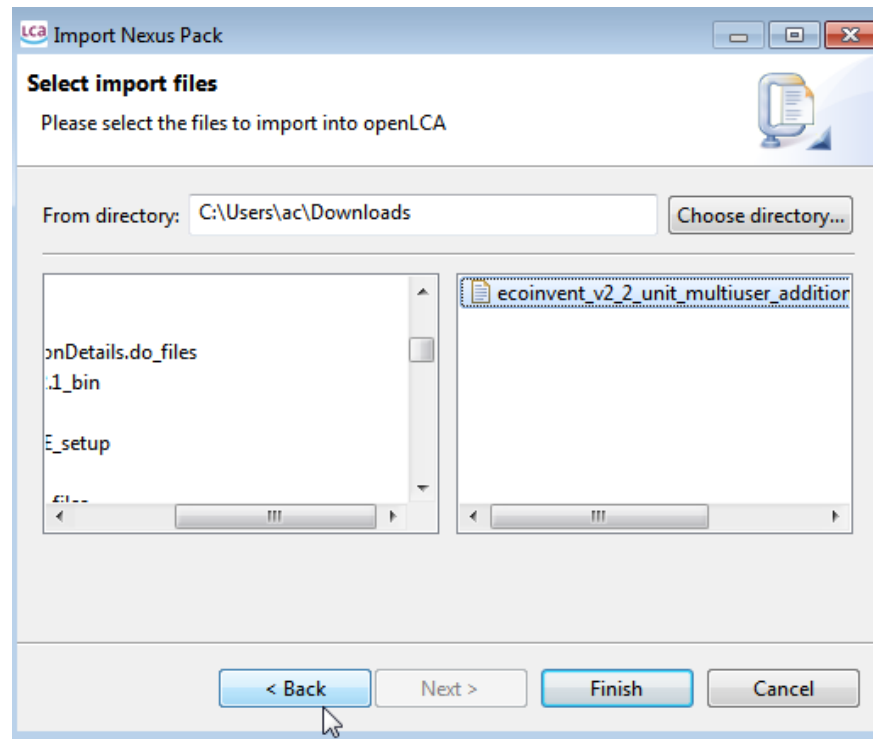 LCa Import Nexus Pack
Select import files
Please select the files to import into openLCA
From directory: C:\Users\ac\Downloads Choose directory...
onDetails.do_files
.1_bin
E_setup
ecoinvent_v2_2_unit_multiuser_addition
< Back Next > Finish Cancel